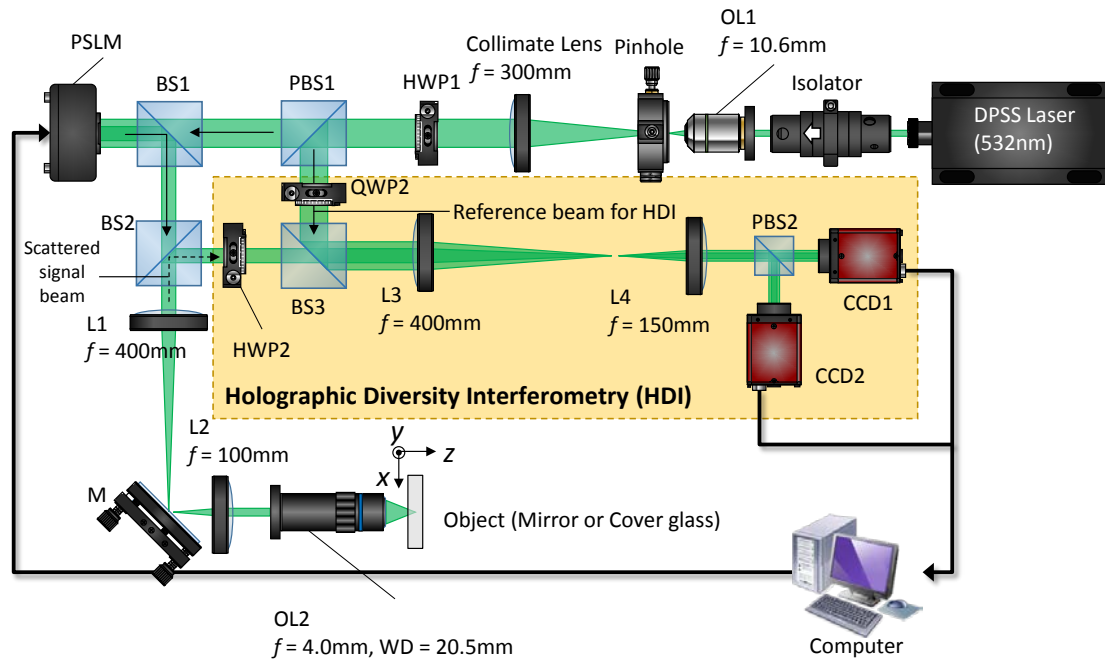 PSLM
BS1
PBS1
HWP1
Collimate Lens
f = 300mm
Pinhole
OL1
f = 10.6mm
Isolator
DPSS Laser
(532nm)
QWP2
Reference beam for HDI
BS2
Scattered
signal
beam
HWP2
BS3
L3
f = 400mm
L4
f = 150mm
PBS2
CCD1
CCD2
L1
f = 400mm
Holographic Diversity Interferometry (HDI)
L2
f = 100mm
y
z
x
M
Object (Mirror or Cover glass)
OL2
f = 4.0mm, WD = 20.5mm
Computer